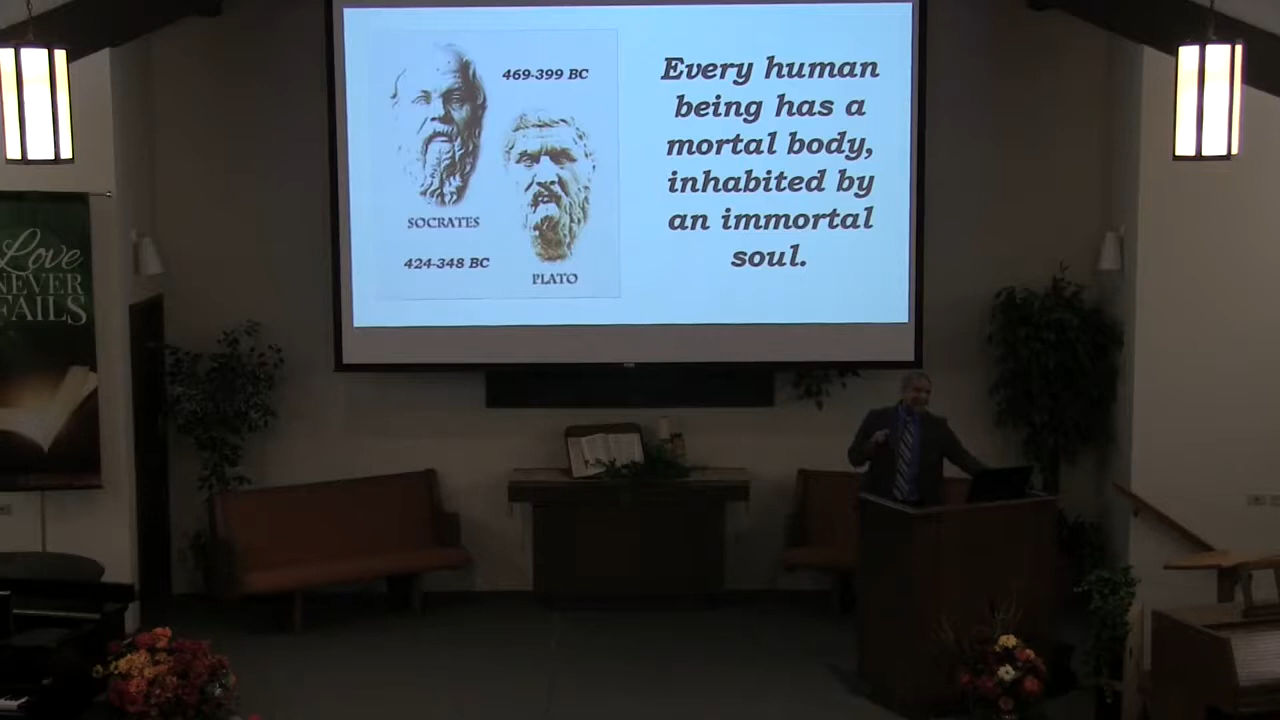 469-399 BC
SOCRATES
424-348 BC
PLATO
Every human
being has a
mortal body,
inhabited by
an immortal
soul.
Love
NEVER
FAILS